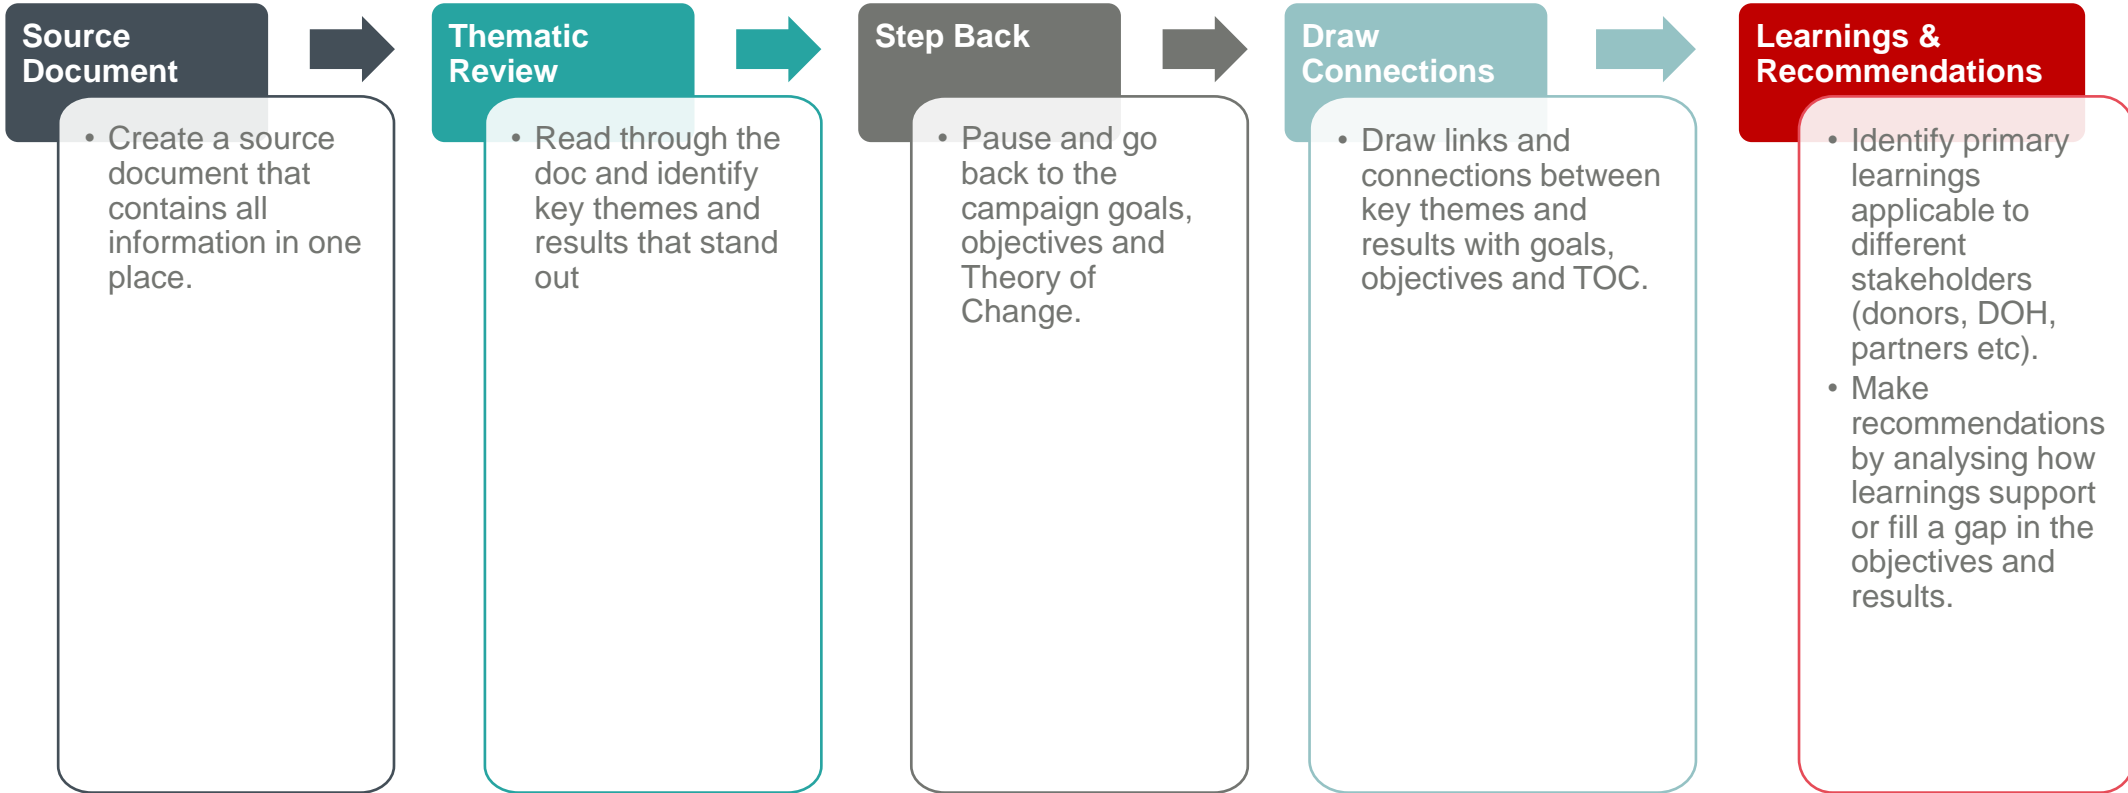 Source
Document
• Create a source
document that
contains all
information in one
place.
Thematic
Review
• Read through the
doc and identify
key themes and
results that stand
out
Step Back
• Pause and go
back to the
campaign goals,
objectives and
Theory of
Change.
Draw
Connections
• Draw links and
connections between
key themes and
results with goals,
objectives and TOC.
Learnings &
Recommendations
• Identify primary
learnings
applicable to
different
stakeholders
(donors, DOH,
partners etc).
• Make
recommendations
by analysing how
learnings support
or fill a gap in the
objectives and
results.